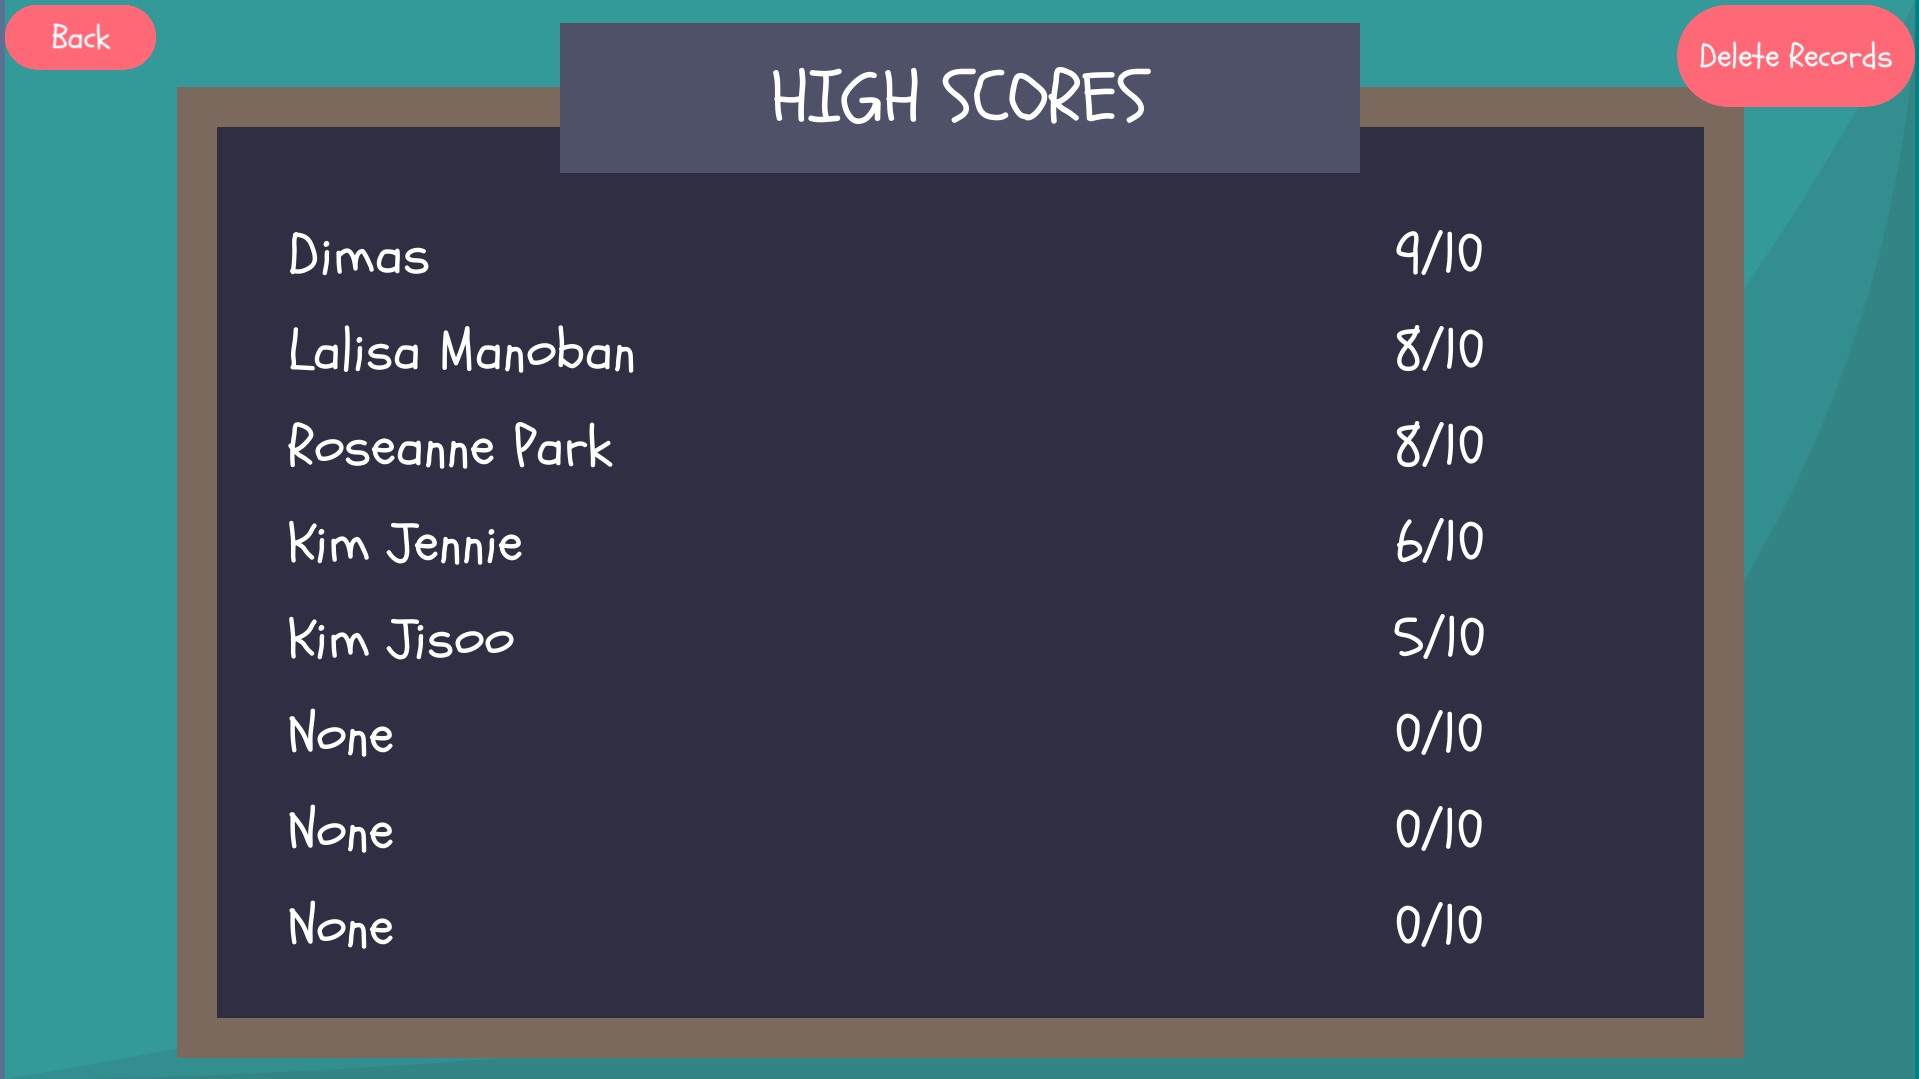 Back
HIGH SCORES
Delete Records
Dimas 9/10
Lalisa Manoban 8/10
Roseanne Park 8/10
Kim Jennie 6/10
Kim Jisoo 5/10
None 0/10
None 0/10
None 0/10